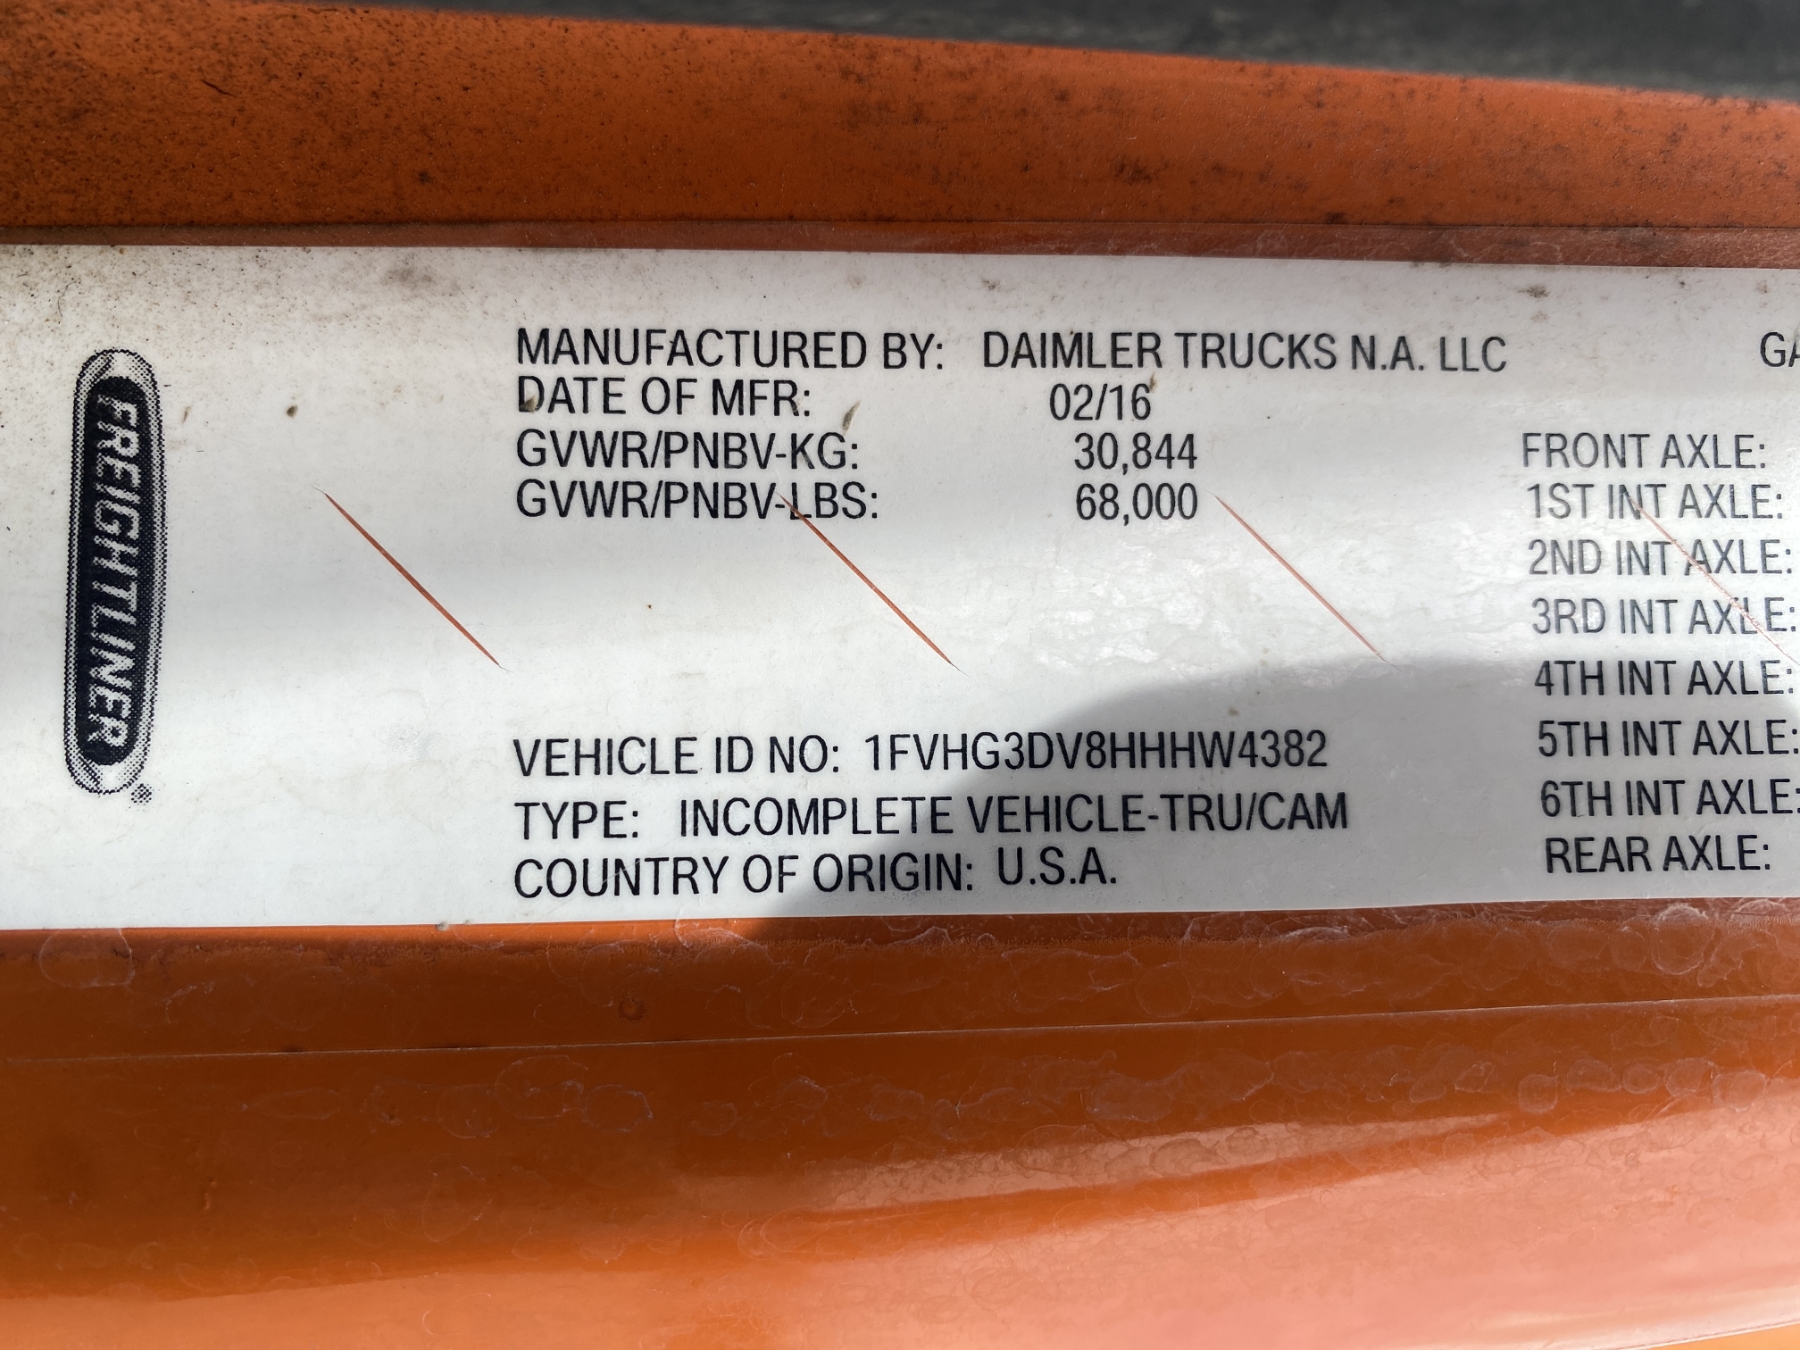 FREIGHTLINER
®
MANUFACTURED BY: DAIMLER TRUCKS N.A. LLC
DATE OF MFR: 02/16
GVWR/PNBV-KG: 30,844
GVWR/PNBV-LBS: 68,000
VEHICLE ID NO: 1FVHG3DV8HHHW4382
TYPE: INCOMPLETE VEHICLE-TRU/CAM
COUNTRY OF ORIGIN: U.S.A.
GA
FRONT AXLE:
1ST INT AXLE:
2ND INT AXLE:
3RD INT AXLE:
4TH INT AXLE:
5TH INT AXLE:
6TH INT AXLE:
REAR AXLE: